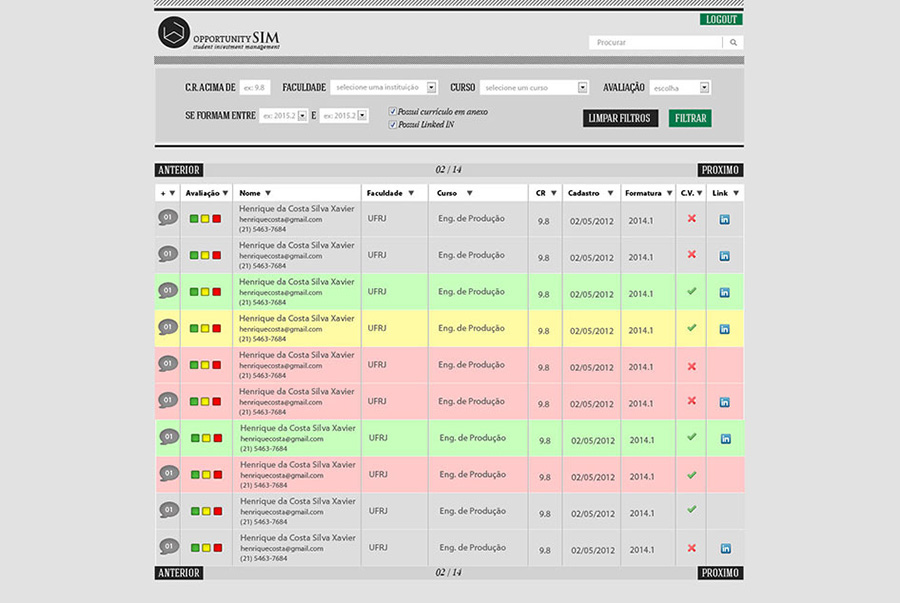 LOGOUT
OPPORTUNITY SIM
student investment management
Procurar
C.R. ACIMA DE ex: 9.8 FACULDADE selecione uma instituição CURSO selecione um curso AVALIAÇÃO escolha
SE FORMAM ENTRE ex: 2015.2 E ex: 2015.2 Possui currículo em anexo LIMPAR FILTROS FILTRAR
Possui Linked IN
ANTERIOR 02 / 14 PROXIMO
+ Avaliação Nome Faculdade Curso CR Cadastro Formatura C.V. Link
Henrique da Costa Silva Xavier
01 henriquecosta@gmail.com UFRJ Eng. de Produção 9.8 02/05/2012 2014.1 in
(21) 5463-7684
Henrique da Costa Silva Xavier
01 henriquecosta@gmail.com UFRJ Eng. de Produção 9.8 02/05/2012 2014.1 in
(21) 5463-7684
Henrique da Costa Silva Xavier
01 henriquecosta@gmail.com UFRJ Eng. de Produção 9.8 02/05/2012 2014.1 in
(21) 5463-7684
Henrique da Costa Silva Xavier
01 henriquecosta@gmail.com UFRJ Eng. de Produção 9.8 02/05/2012 2014.1 in
(21) 5463-7684
Henrique da Costa Silva Xavier
01 henriquecosta@gmail.com UFRJ Eng. de Produção 9.8 02/05/2012 2014.1
(21) 5463-7684
Henrique da Costa Silva Xavier
01 henriquecosta@gmail.com UFRJ Eng. de Produção 9.8 02/05/2012 2014.1 in
(21) 5463-7684
Henrique da Costa Silva Xavier
01 henriquecosta@gmail.com UFRJ Eng. de Produção 9.8 02/05/2012 2014.1 in
(21) 5463-7684
Henrique da Costa Silva Xavier
01 henriquecosta@gmail.com UFRJ Eng. de Produção 9.8 02/05/2012 2014.1
(21) 5463-7684
Henrique da Costa Silva Xavier
01 henriquecosta@gmail.com UFRJ Eng. de Produção 9.8 02/05/2012 2014.1
(21) 5463-7684
Henrique da Costa Silva Xavier
01 henriquecosta@gmail.com UFRJ Eng. de Produção 9.8 02/05/2012 2014.1 in
(21) 5463-7684
ANTERIOR 02 / 14 PROXIMO